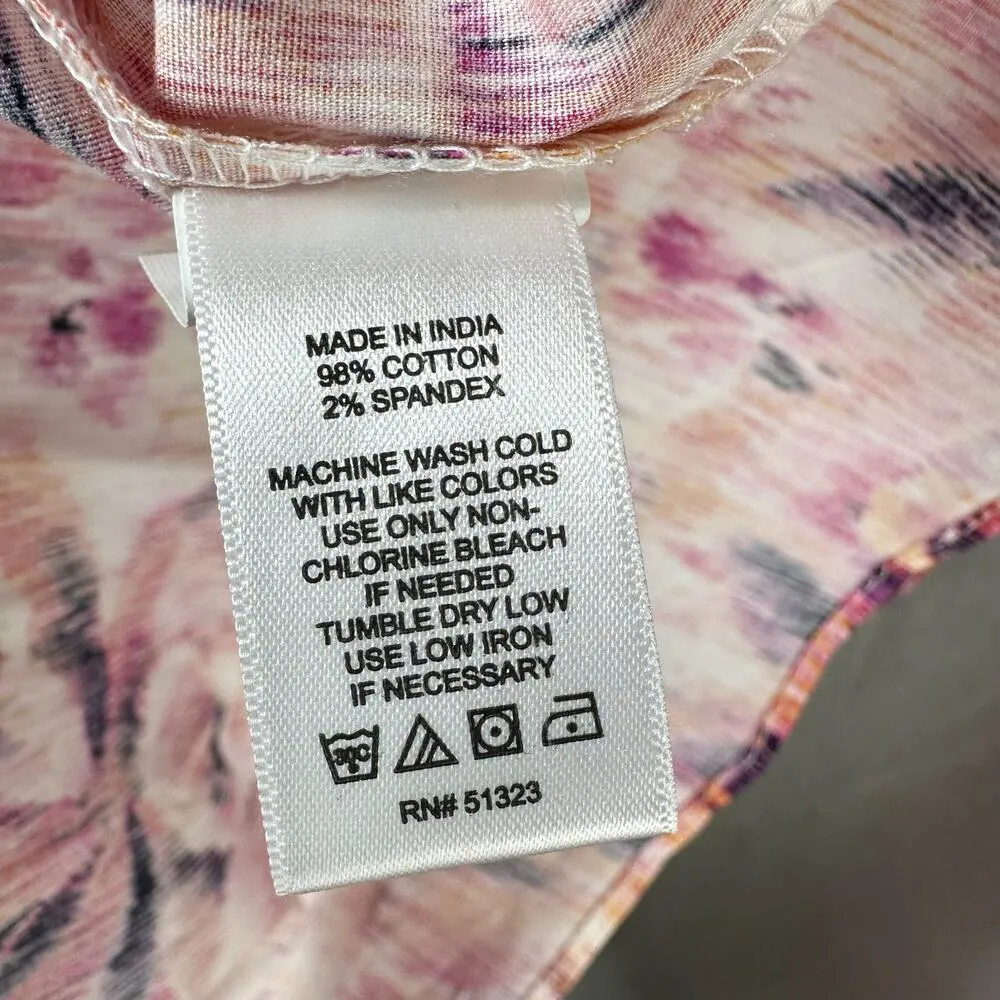 MADE IN INDIA
98% COTTON
2% SPANDEX
MACHINE WASH COLD
WITH LIKE COLORS
USE ONLY NON-
CHLORINE BLEACH
IF NEEDED
TUMBLE DRY LOW
USE LOW IRON
IF NECESSARY
30C
RN# 51323